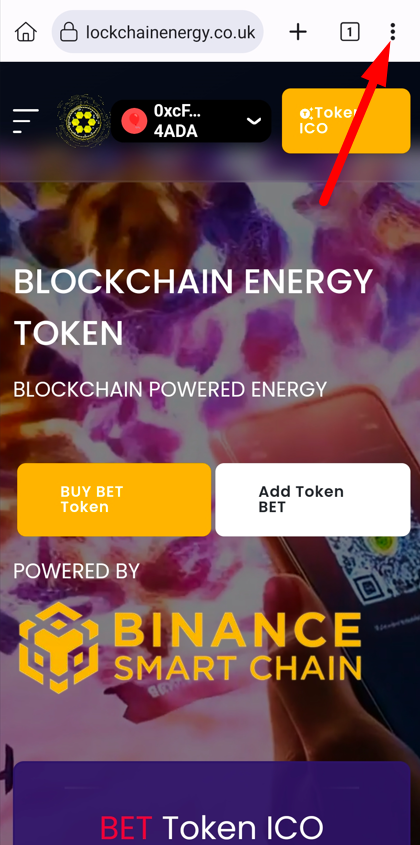 lockchainenergy.co.uk
1
0xcF...
4ADA
Token
ICO
BLOCKCHAIN ENERGY
TOKEN
BLOCKCHAIN POWERED ENERGY
BUY BET
Token
Add Token
BET
POWERED BY
BINANCE
SMART CHAIN
BET Token ICO